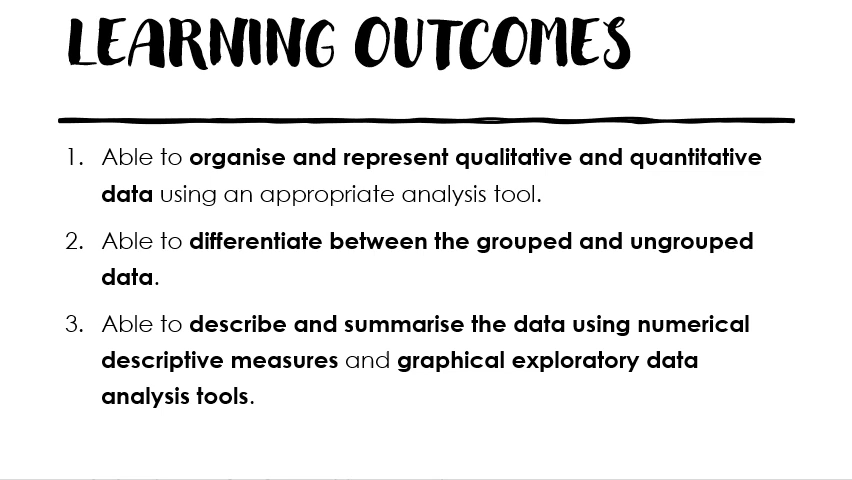 LEARNING OUTCOMES
1. Able to organise and represent qualitative and quantitative
data using an appropriate analysis tool.
2. Able to differentiate between the grouped and ungrouped
data.
3. Able to describe and summarise the data using numerical
descriptive measures and graphical exploratory data
analysis tools.